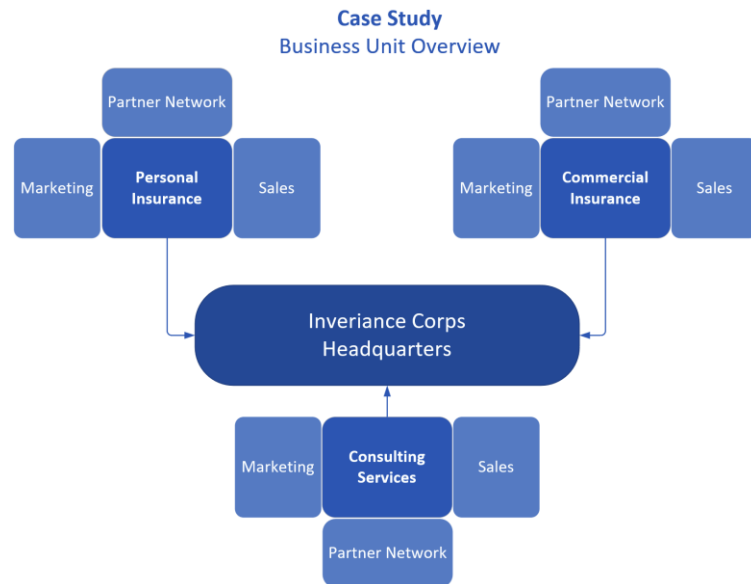 Case Study
Business Unit Overview
Partner Network
Marketing
Personal
Insurance
Sales
Partner Network
Marketing
Commercial
Insurance
Sales
Inveriance Corps
Headquarters
Marketing
Consulting
Services
Sales
Partner Network